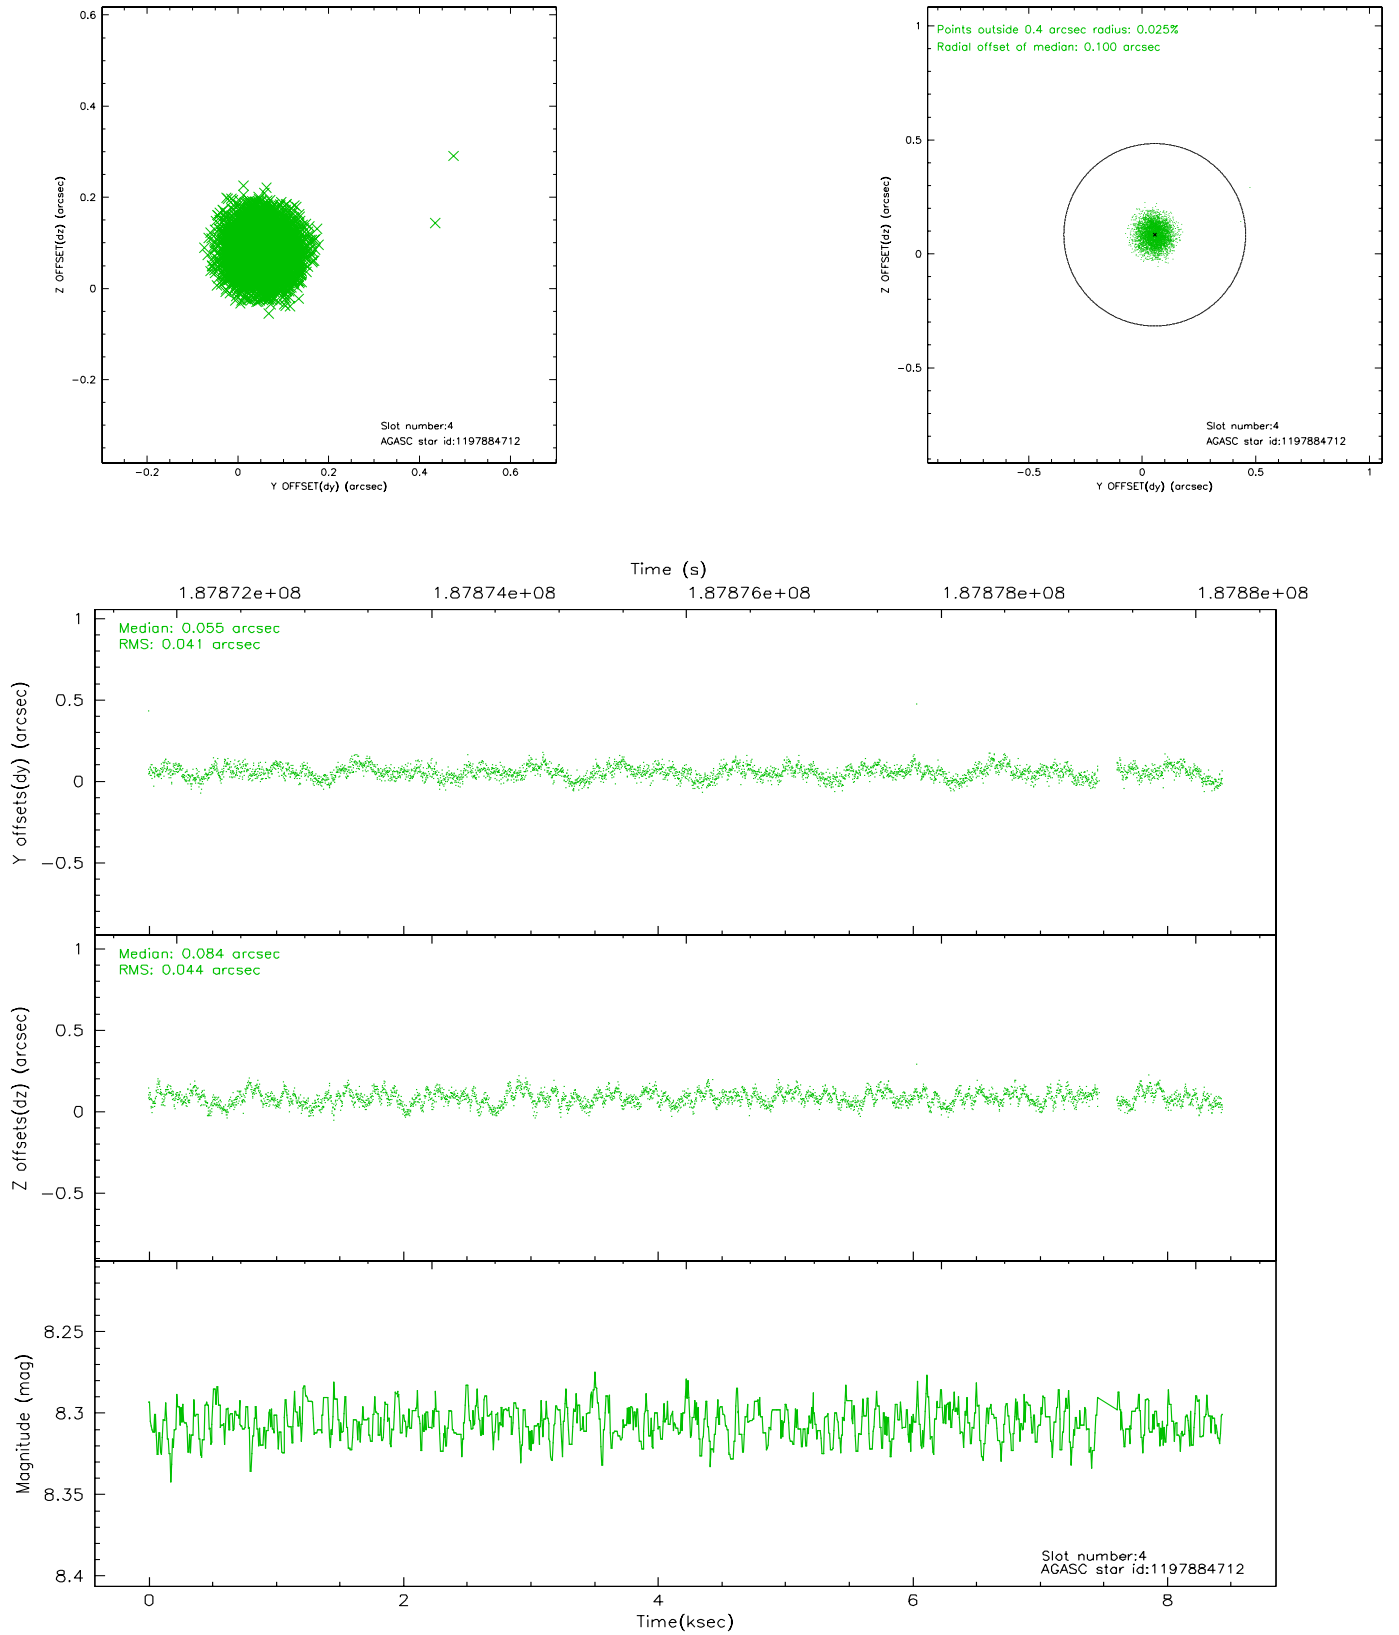 0.6
0.4
0.2
0
−0.2
Z OFFSET(dz) (arcsec)
Slot number:4
AGASC star id:1197884712
−0.2 0 0.2 0.4 0.6
Y OFFSET(dy) (arcsec)
Points outside 0.4 arcsec radius: 0.025%
Radial offset of median: 0.100 arcsec
1
0.5
0
−0.5
Z OFFSET(dz) (arcsec)
Slot number:4
AGASC star id:1197884712
−0.5 0 0.5 1
Y OFFSET(dy) (arcsec)
Time (s)
1.87872e+08 1.87874e+08 1.87876e+08 1.87878e+08 1.8788e+08
Median: 0.055 arcsec
RMS: 0.041 arcsec
1
0.5
0
−0.5
Y offsets(dy) (arcsec)
Median: 0.084 arcsec
RMS: 0.044 arcsec
1
0.5
0
−0.5
Z offsets(dz) (arcsec)
8.25
8.3
8.35
8.4
Magnitude (mag)
Slot number:4
AGASC star id:1197884712
0 2 4 6 8
Time(ksec)